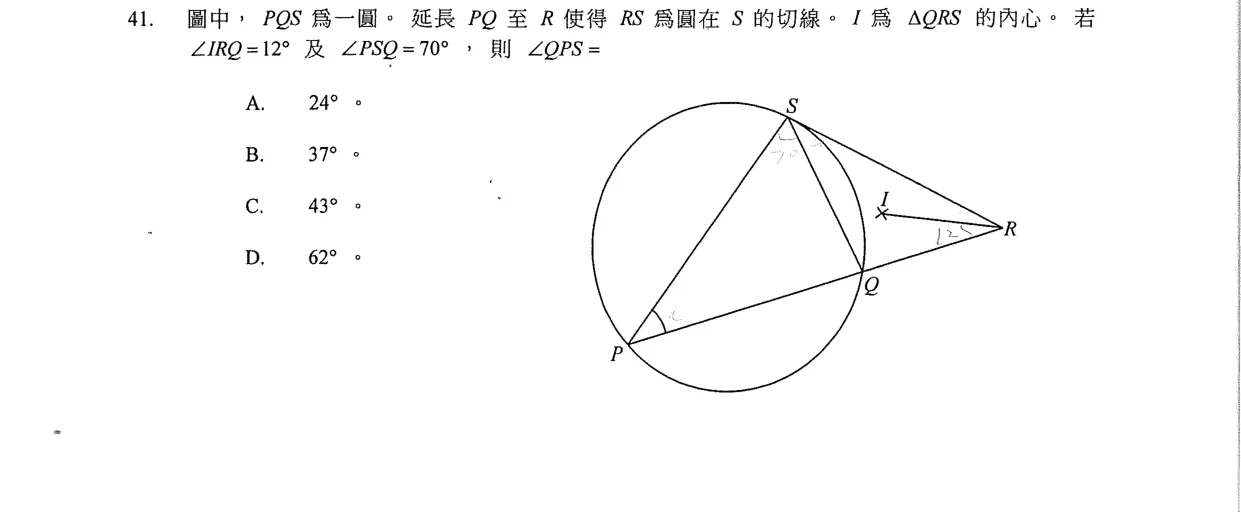 41. 圖中，PQS 爲一圓。延長 PQ 至 R 使得 RS 爲圓在 S 的切線。I 爲 ΔQRS 的內心。若
∠IRQ = 12° 及 ∠PSQ = 70°，則 ∠QPS =
A. 24°。
B. 37°。
C. 43°。
D. 62°。
S
70
I
R
12
Q
P